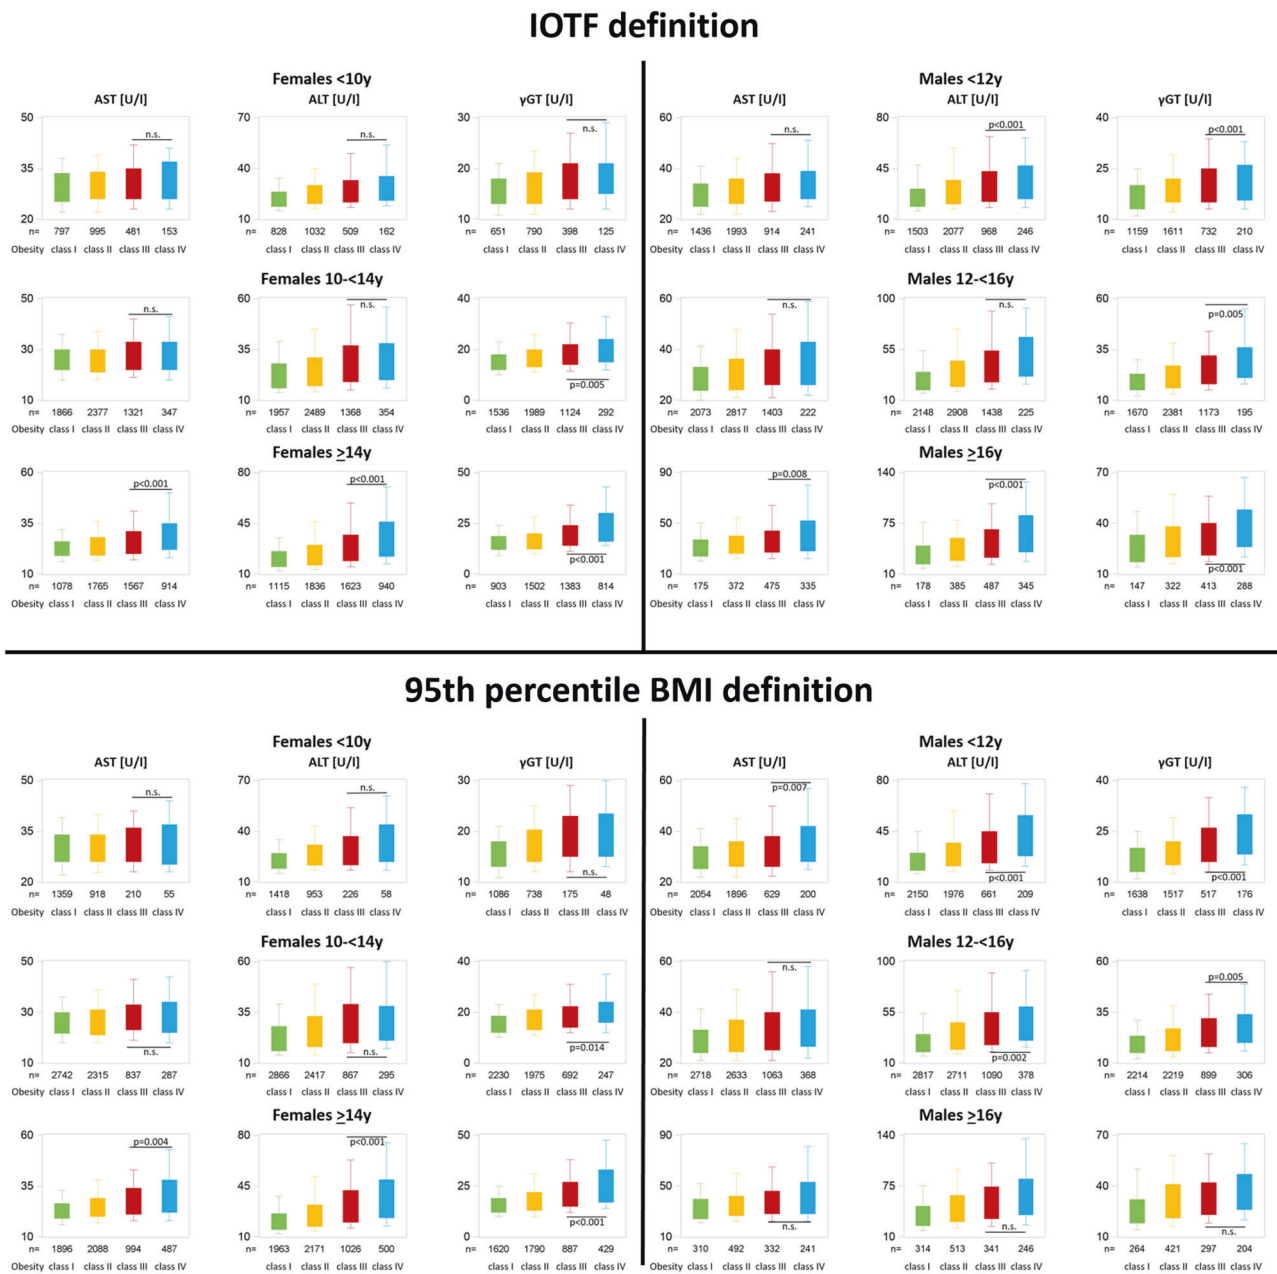 IOTF definition
Females <10y
Males <12y
AST [U/l] ALT [U/l] γGT [U/l] AST [U/l] ALT [U/l] γGT [U/l]
50 70 30 60 80 40
n.s. n.s. n.s. n.s. p<0.001 p<0.001
35 40 20 40 45 25
20 10 10 20 10 10
n= 797 995 481 153 n= 828 1032 509 162 n= 651 790 398 125 n= 1436 1993 914 241 n= 1503 2077 968 246 n= 1159 1611 732 210
Obesity class I class II class III class IV class I class II class III class IV class I class II class III class IV class I class II class III class IV class I class II class III class IV class I class II class III class IV
Females 10-<14y
Males 12-<16y
50 60 40 60 100 60
n.s. n.s. n.s. n.s. p=0.005
30 35 20 40 55 35
p=0.005
10 10 0 20 10 10
n= 1866 2377 1321 347 n= 1957 2489 1368 354 n= 1536 1989 1124 292 n= 2073 2817 1403 222 n= 2148 2908 1438 225 n= 1670 2381 1173 195
Obesity class I class II class III class IV class I class II class III class IV class I class II class III class IV class I class II class III class IV class I class II class III class IV class I class II class III class IV
Females ≥14y
Males ≥16y
60 80 50 90 140 70
p<0.001 p<0.001 p=0.008 p<0.001
35 45 25 50 75 40
p<0.001 p<0.001
10 10 0 10 10 10
n= 1078 1765 1567 914 n= 1115 1836 1623 940 n= 903 1502 1383 814 n= 175 372 475 335 n= 178 385 487 345 n= 147 322 413 288
Obesity class I class II class III class IV class I class II class III class IV class I class II class III class IV class I class II class III class IV class I class II class III class IV class I class II class III class IV
95th percentile BMI definition
Females <10y
Males <12y
AST [U/l] ALT [U/l] γGT [U/l] AST [U/l] ALT [U/l] γGT [U/l]
50 70 30 60 80 40
n.s. n.s. p=0.007
35 40 20 40 45 25
n.s. p<0.001 p<0.001
20 10 10 20 10 10
n= 1359 918 210 55 n= 1418 953 226 58 n= 1086 738 175 48 n= 2054 1896 629 200 n= 2150 1976 661 209 n= 1638 1517 517 176
Obesity class I class II class III class IV class I class II class III class IV class I class II class III class IV class I class II class III class IV class I class II class III class IV class I class II class III class IV
Females 10-<14y
Males 12-<16y
50 60 40 60 100 60
n.s. p=0.005
30 35 20 40 55 35
n.s. n.s. p=0.014 p=0.002
10 10 0 20 10 10
n= 2742 2315 837 287 n= 2866 2417 867 295 n= 2230 1975 692 247 n= 2718 2633 1063 368 n= 2817 2711 1090 378 n= 2214 2219 899 306
Obesity class I class II class III class IV class I class II class III class IV class I class II class III class IV class I class II class III class IV class I class II class III class IV class I class II class III class IV
Females ≥14y
Males ≥16y
60 80 50 90 140 70
p=0.004 p<0.001
35 45 25 50 75 40
p<0.001 n.s. n.s. n.s.
10 10 0 10 10 10
n= 1896 2088 994 487 n= 1963 2171 1026 500 n= 1620 1790 887 429 n= 310 492 332 241 n= 314 513 341 246 n= 264 421 297 204
Obesity class I class II class III class IV class I class II class III class IV class I class II class III class IV class I class II class III class IV class I class II class III class IV class I class II class III class IV